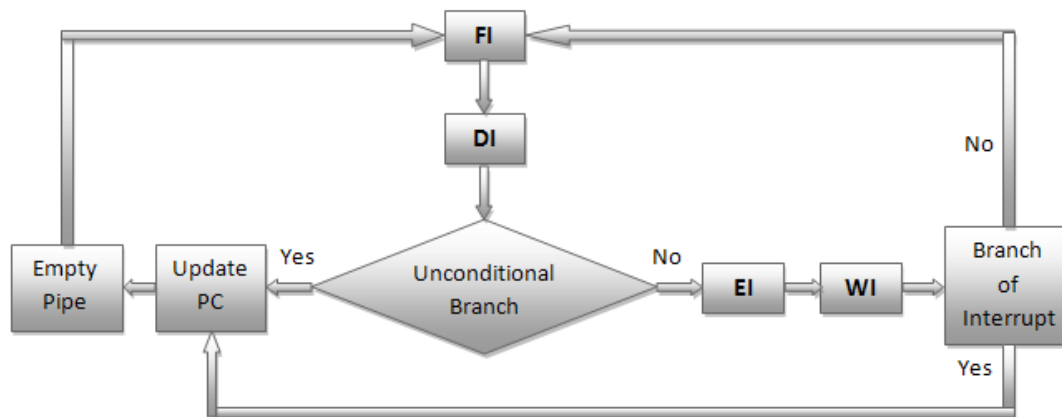 FI
DI
No
Empty
Pipe
Update
PC
Yes
Unconditional
Branch
No
EI
WI
Branch
of
Interrupt
Yes